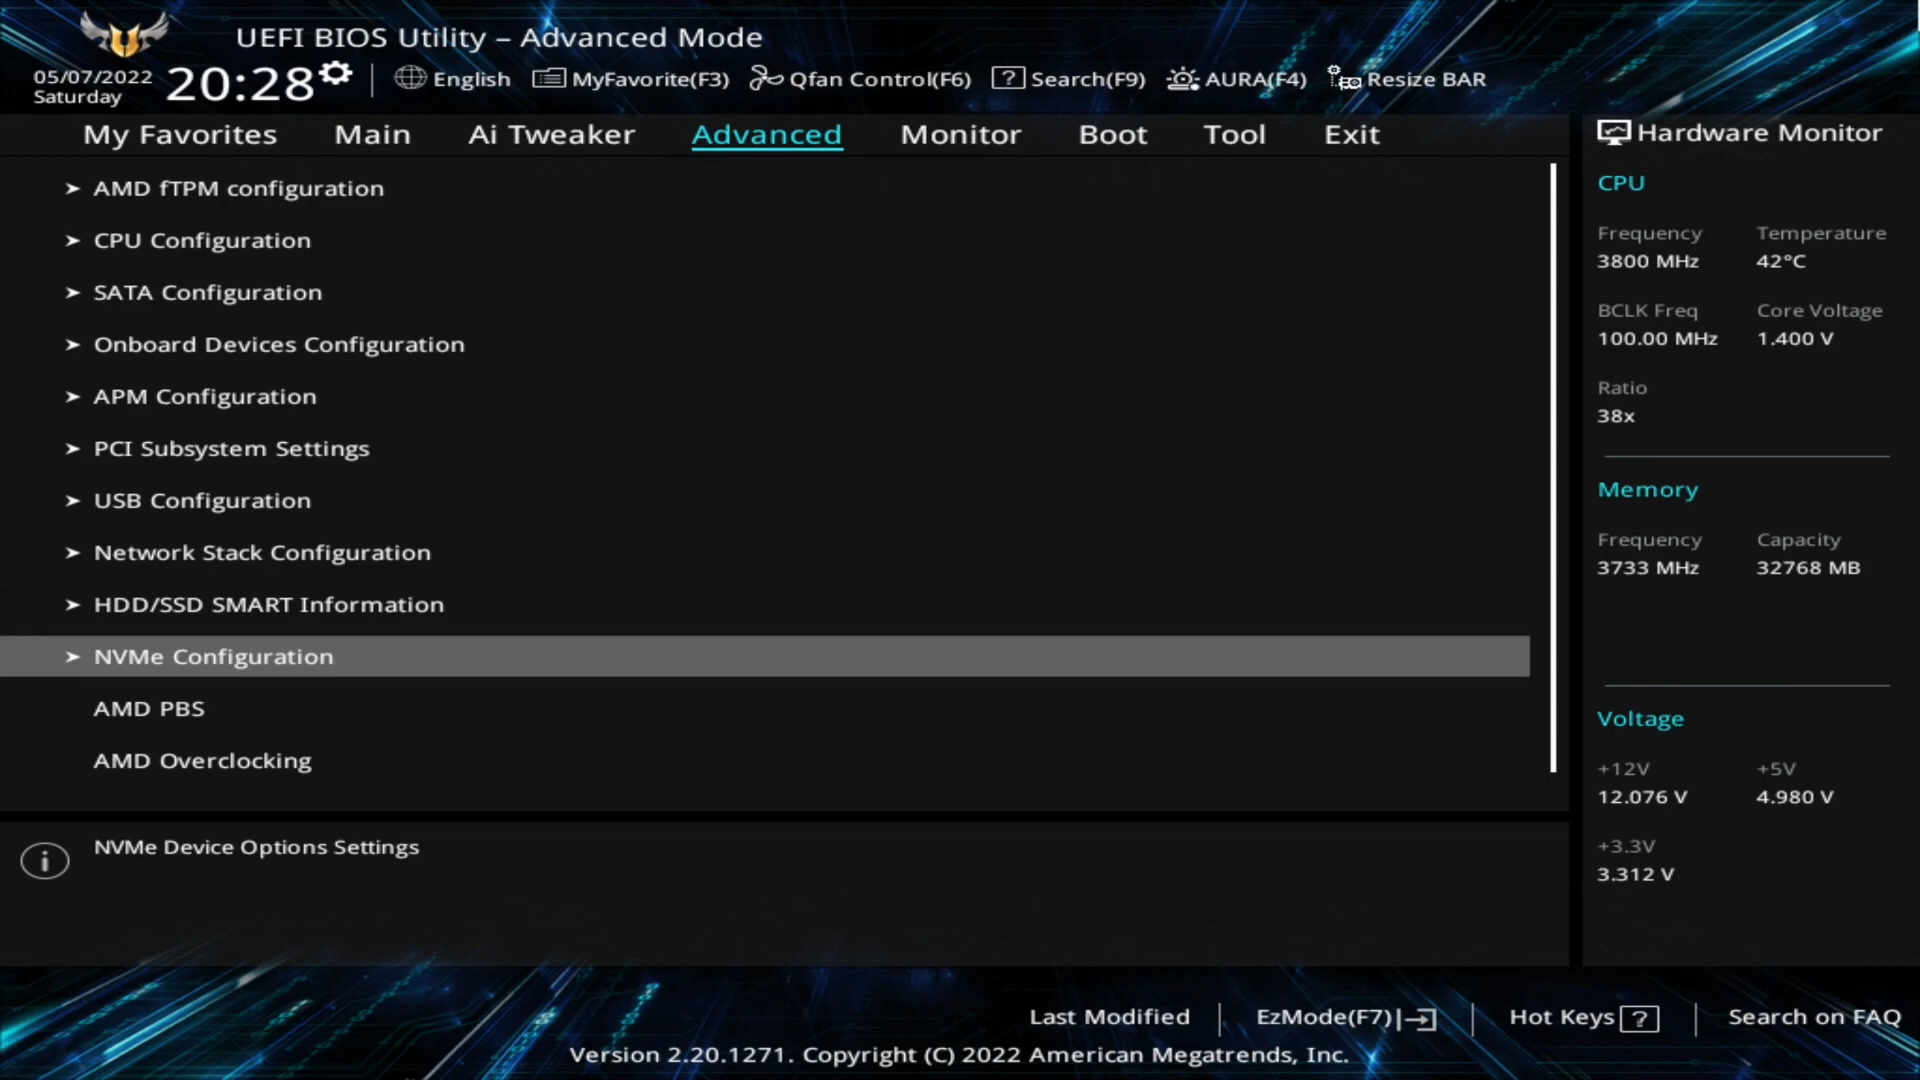 UEFI BIOS Utility – Advanced Mode
05/07/2022
Saturday
20:28
English
MyFavorite(F3)
Qfan Control(F6)
? Search(F9)
AURA(F4)
Resize BAR
My Favorites Main Ai Tweaker Advanced Monitor Boot Tool Exit
AMD fTPM configuration
CPU Configuration
SATA Configuration
Onboard Devices Configuration
APM Configuration
PCI Subsystem Settings
USB Configuration
Network Stack Configuration
HDD/SSD SMART Information
NVMe Configuration
AMD PBS
AMD Overclocking
i NVMe Device Options Settings
Hardware Monitor
CPU
Frequency Temperature
3800 MHz 42°C
BCLK Freq Core Voltage
100.00 MHz 1.400 V
Ratio
38x
Memory
Frequency Capacity
3733 MHz 32768 MB
Voltage
+12V +5V
12.076 V 4.980 V
+3.3V
3.312 V
Last Modified EzMode(F7) Hot Keys ? Search on FAQ
Version 2.20.1271. Copyright (C) 2022 American Megatrends, Inc.